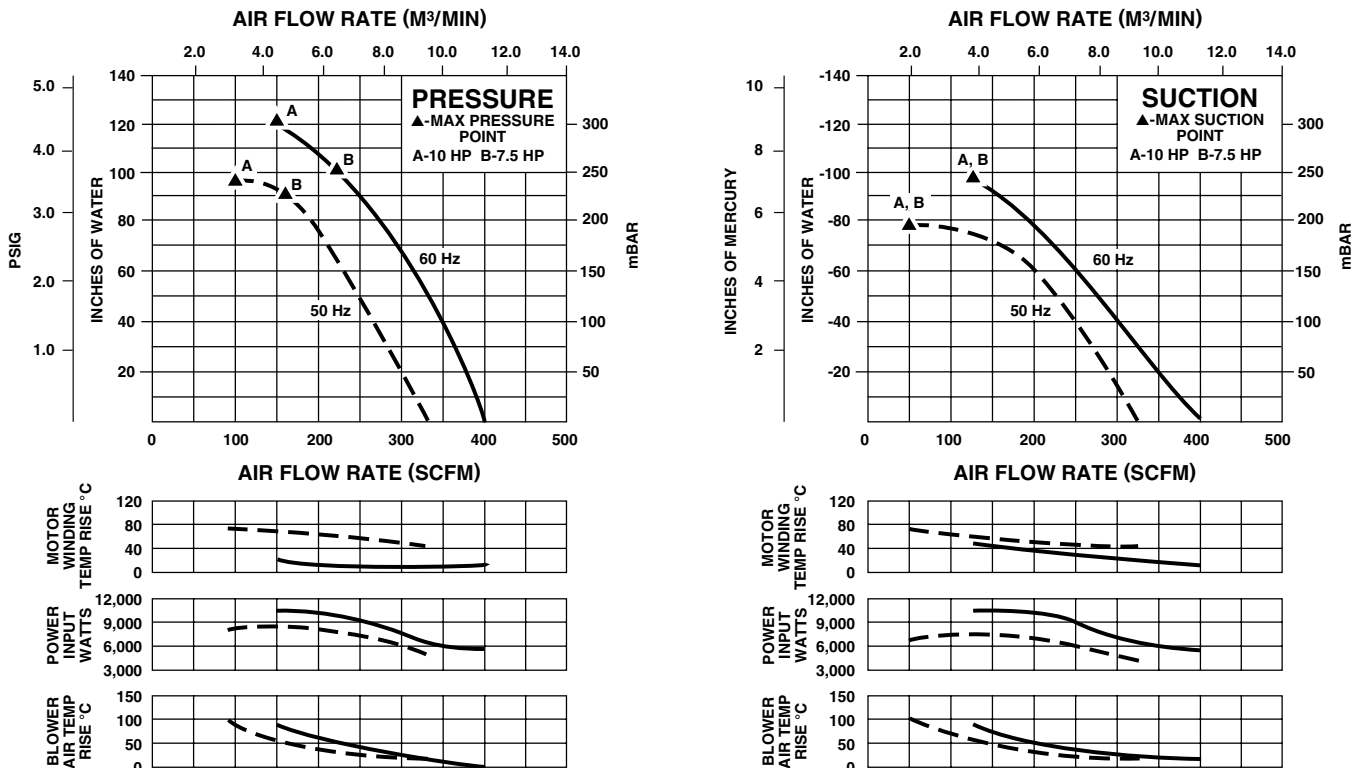 AIR FLOW RATE (M³/MIN)
2.0 4.0 6.0 8.0 10.0 12.0 14.0
PSIG
5.0
4.0
3.0
2.0
1.0
INCHES OF WATER
140
120
100
80
60
40
20
PRESSURE
▲-MAX PRESSURE
POINT
A-10 HP B-7.5 HP
A
B
A
B
60 Hz
50 Hz
300
250
200
150
100
50
mBAR
0 100 200 300 400 500
AIR FLOW RATE (SCFM)
MOTOR
WINDING
TEMP RISE °C
120
80
40
0
POWER
INPUT
WATTS
12,000
9,000
6,000
3,000
BLOWER
AIR TEMP
RISE °C
150
100
50
0
AIR FLOW RATE (M³/MIN)
2.0 4.0 6.0 8.0 10.0 12.0 14.0
INCHES OF MERCURY
10
8
6
4
2
INCHES OF WATER
-140
-120
-100
-80
-60
-40
-20
SUCTION
▲-MAX SUCTION
POINT
A-10 HP B-7.5 HP
A, B
A, B
60 Hz
50 Hz
300
250
200
150
100
50
mBAR
0 100 200 300 400 500
AIR FLOW RATE (SCFM)
MOTOR
WINDING
TEMP RISE °C
120
80
40
0
POWER
INPUT
WATTS
12,000
9,000
6,000
3,000
BLOWER
AIR TEMP
RISE °C
150
100
50
0